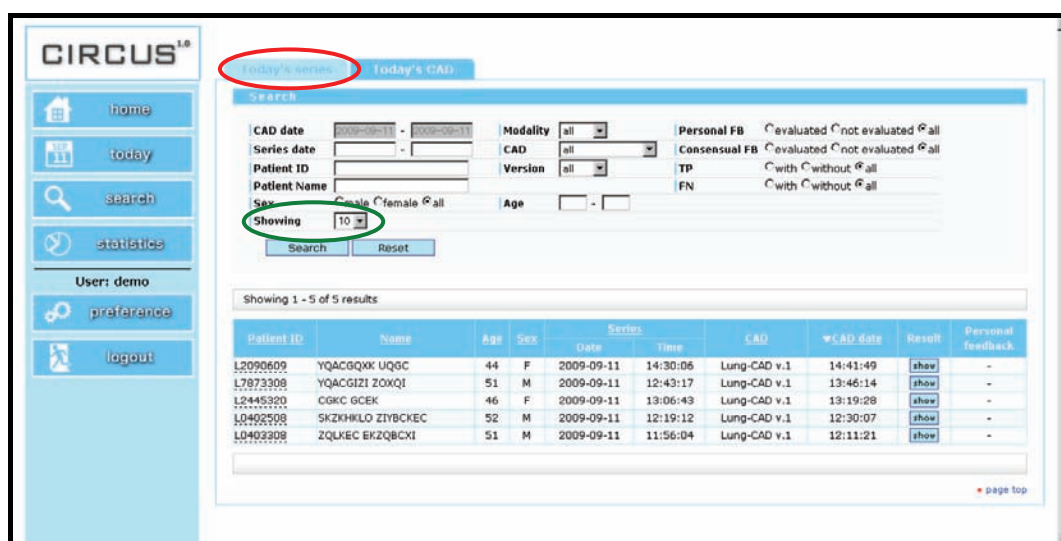 CIRCUS 1.0
home
today
SEP 11
search
statistics
User: demo
preference
logout
Today's series Today's CAD
Search
CAD date 2009-09-11 - 2009-09-11 Modality all Personal FB evaluated not evaluated all
Series date - CAD all Consensual FB evaluated not evaluated all
Patient ID Version all TP with without all
Patient Name FN with without all
Sex male female all Age -
Showing 10
Search Reset
Showing 1 - 5 of 5 results
Patient ID Name Age Sex Series CAD ▼CAD date Result Personal feedback
Date Time
L2090609 YQACGQXK UQGC 44 F 2009-09-11 14:30:06 Lung-CAD v.1 14:41:49 show -
L7873308 YQACGIZI ZOXQI 51 M 2009-09-11 12:43:17 Lung-CAD v.1 13:46:14 show -
L2445320 CGKC GCEK 46 F 2009-09-11 13:06:43 Lung-CAD v.1 13:19:28 show -
L0402508 SKZKHKLO ZIYBCKEC 52 M 2009-09-11 12:19:12 Lung-CAD v.1 12:30:07 show -
L0403308 ZQLKEC EKZQBCXI 51 M 2009-09-11 11:56:04 Lung-CAD v.1 12:11:21 show -
page top